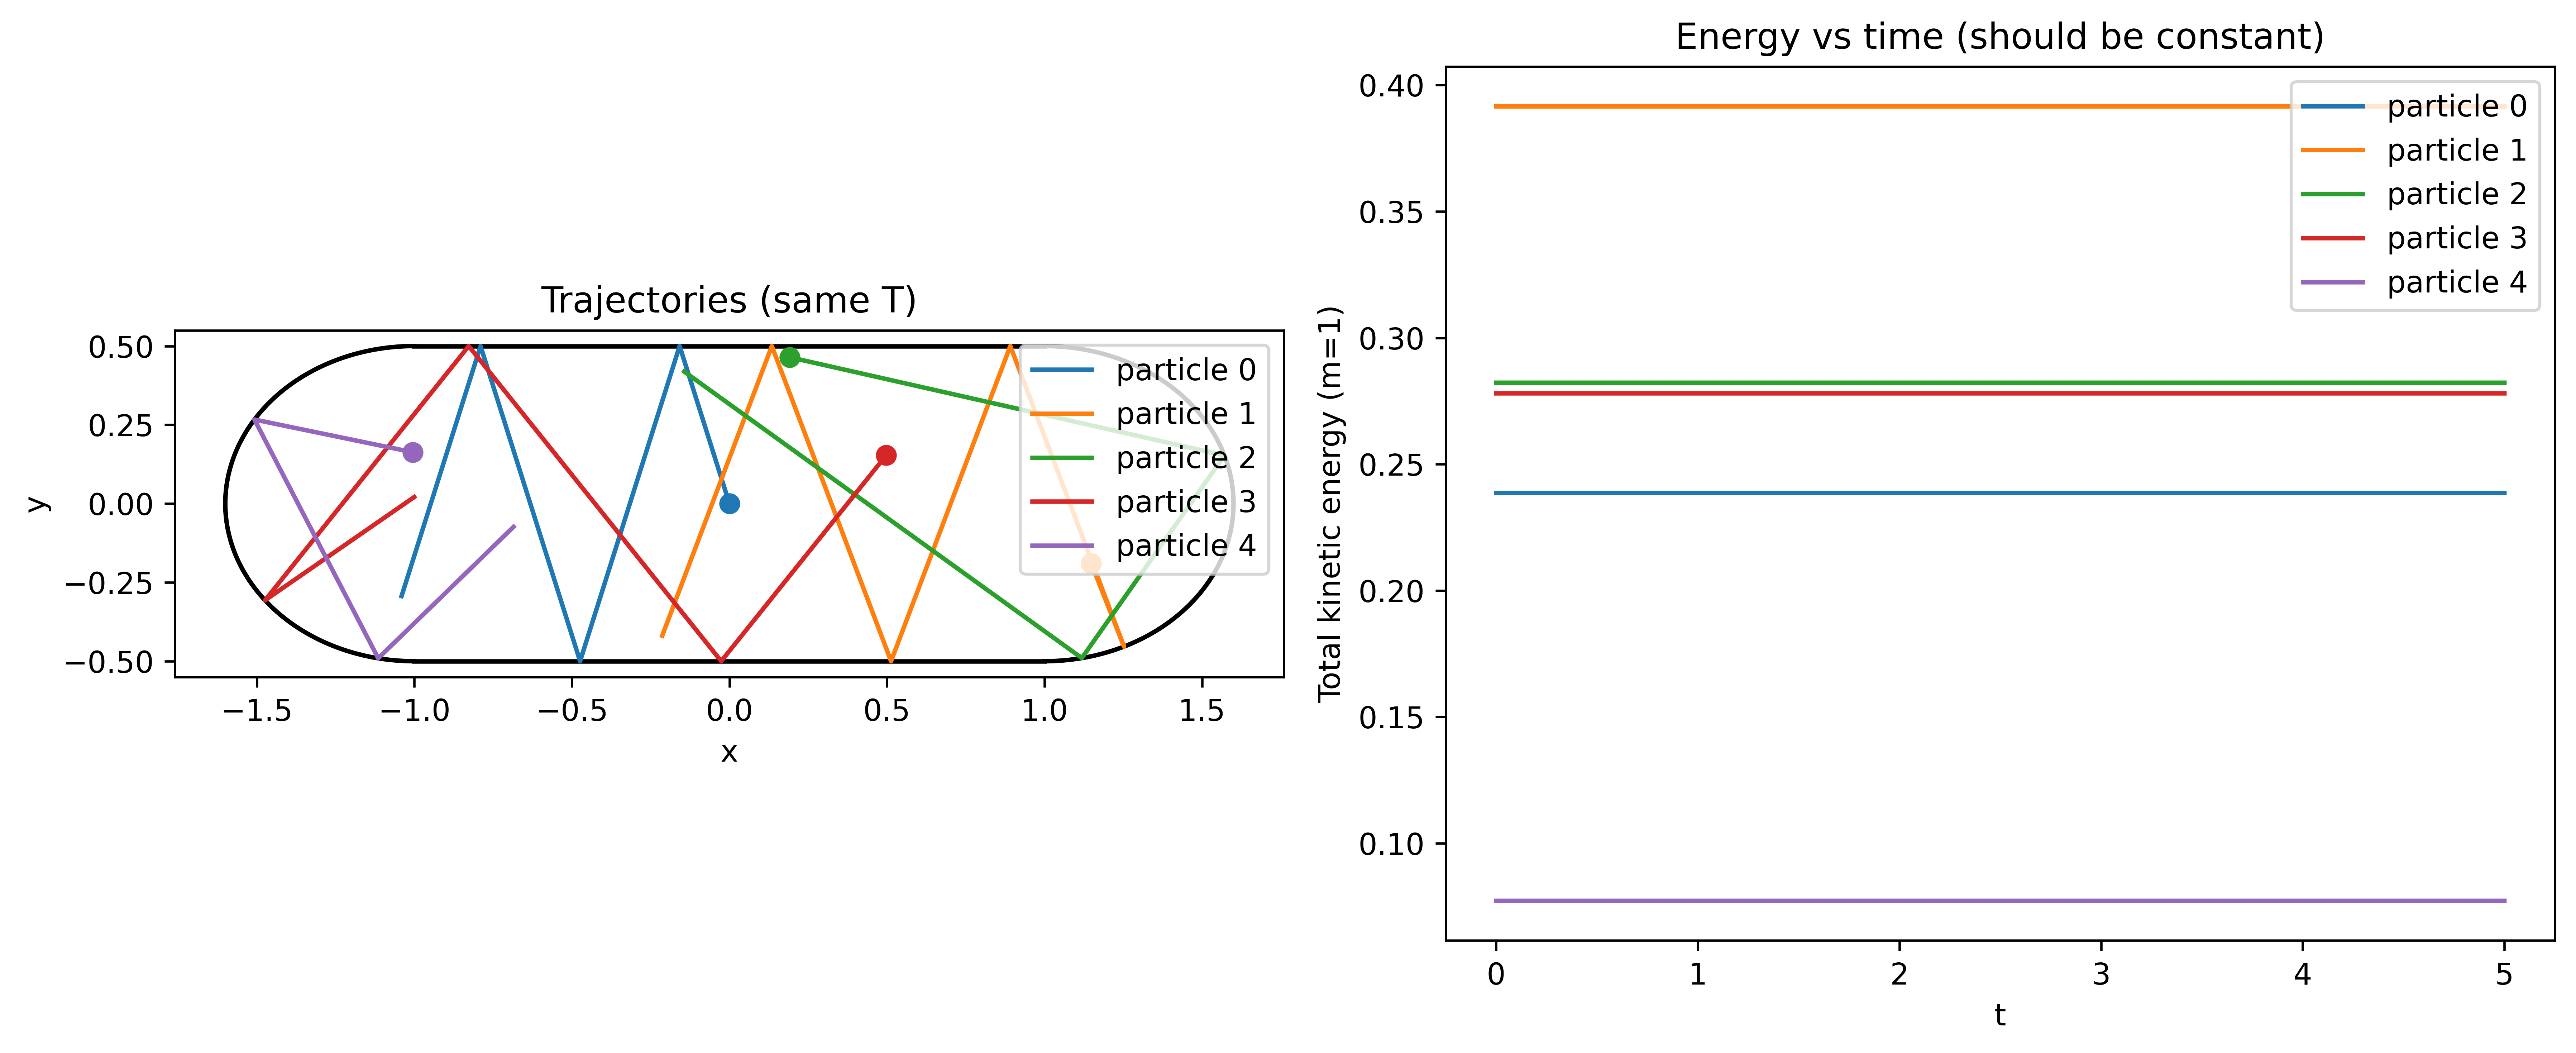 Trajectories (same T)
0.50
0.25
0.00
−0.25
−0.50
y
−1.5 −1.0 −0.5 0.0 0.5 1.0 1.5
x
particle 0
particle 1
particle 2
particle 3
particle 4
Energy vs time (should be constant)
0.40
0.35
0.30
0.25
0.20
0.15
0.10
Total kinetic energy (m=1)
0 1 2 3 4 5
t
particle 0
particle 1
particle 2
particle 3
particle 4